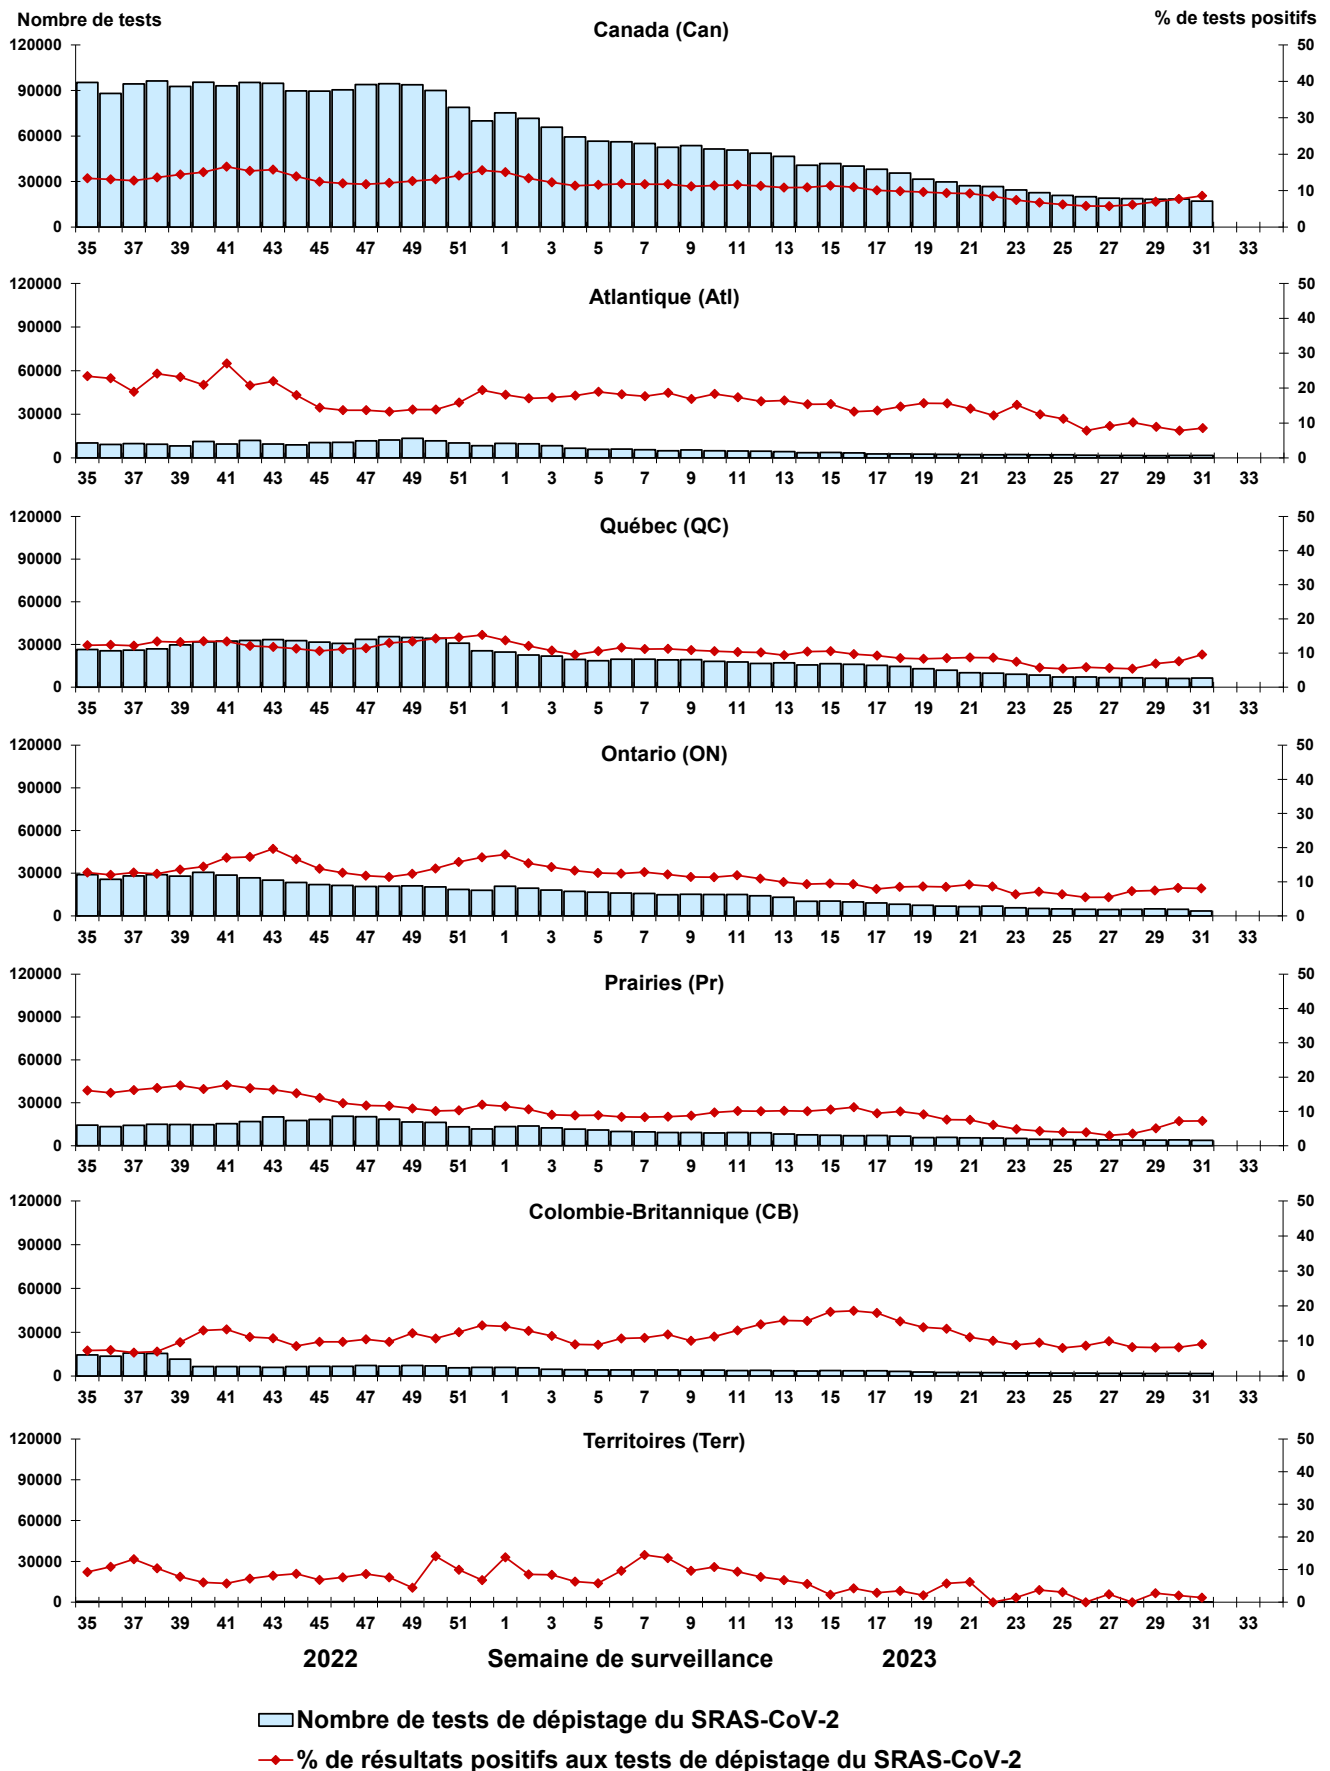 Nombre de tests
% de tests positifs
Canada (Can)
120000 50
90000 40
60000 30
20
30000 10
0 0
35 37 39 41 43 45 47 49 51 1 3 5 7 9 11 13 15 17 19 21 23 25 27 29 31 33
Atlantique (Atl)
120000 50
90000 40
60000 30
20
30000 10
0 0
35 37 39 41 43 45 47 49 51 1 3 5 7 9 11 13 15 17 19 21 23 25 27 29 31 33
Québec (QC)
120000 50
90000 40
60000 30
20
30000 10
0 0
35 37 39 41 43 45 47 49 51 1 3 5 7 9 11 13 15 17 19 21 23 25 27 29 31 33
Ontario (ON)
120000 50
90000 40
60000 30
20
30000 10
0 0
35 37 39 41 43 45 47 49 51 1 3 5 7 9 11 13 15 17 19 21 23 25 27 29 31 33
Prairies (Pr)
120000 50
90000 40
60000 30
20
30000 10
0 0
35 37 39 41 43 45 47 49 51 1 3 5 7 9 11 13 15 17 19 21 23 25 27 29 31 33
Colombie-Britannique (CB)
120000 50
90000 40
60000 30
20
30000 10
0 0
35 37 39 41 43 45 47 49 51 1 3 5 7 9 11 13 15 17 19 21 23 25 27 29 31 33
Territoires (Terr)
120000 50
90000 40
60000 30
20
30000 10
0 0
35 37 39 41 43 45 47 49 51 1 3 5 7 9 11 13 15 17 19 21 23 25 27 29 31 33
2022 Semaine de surveillance 2023
Nombre de tests de dépistage du SRAS-CoV-2
% de résultats positifs aux tests de dépistage du SRAS-CoV-2